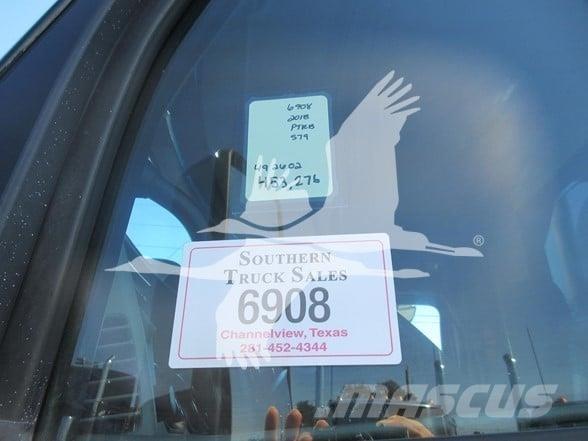 6908
2018
PTRB
579
492602
453,276
®
SOUTHERN
TRUCK SALES
6908
Channelview, Texas
281-452-4344
mascus